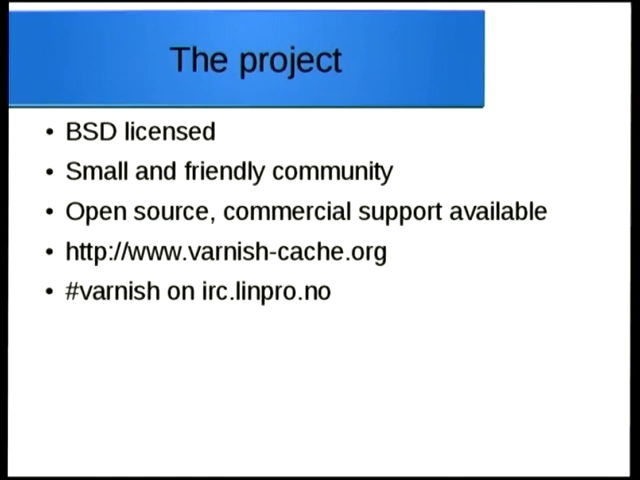 The project
• BSD licensed
• Small and friendly community
• Open source, commercial support available
• http://www.varnish-cache.org
• #varnish on irc.linpro.no